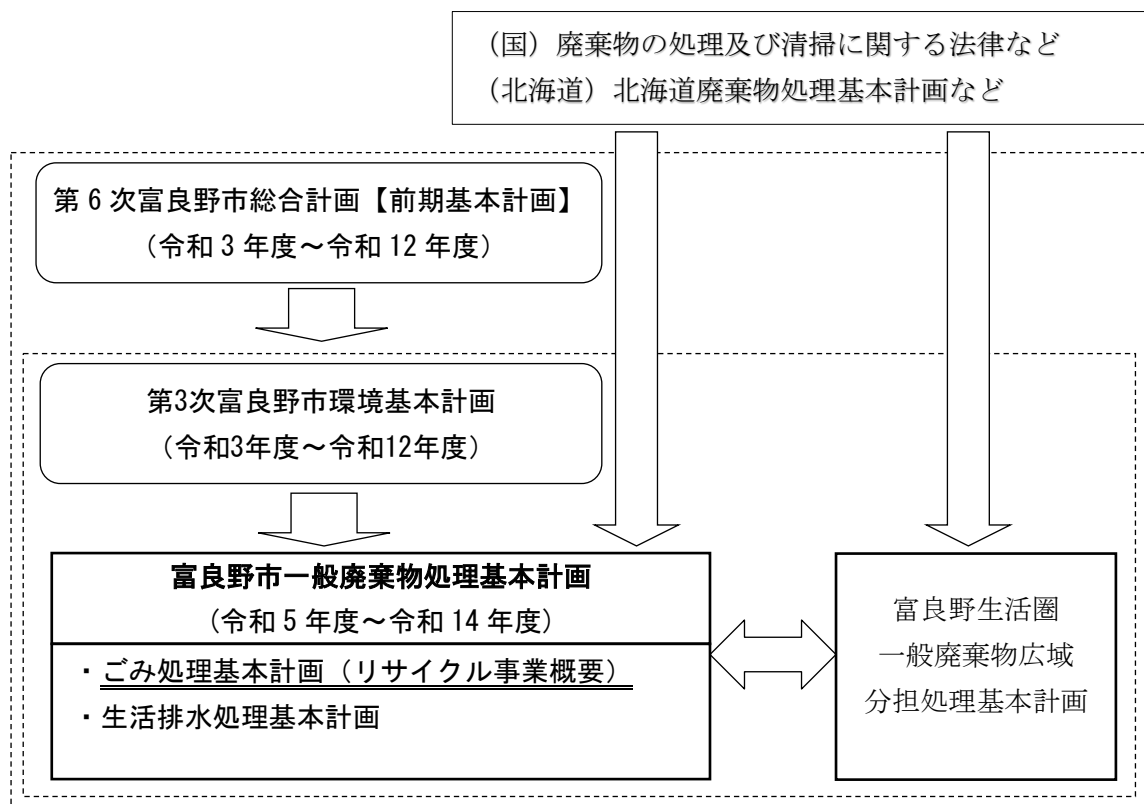 （国）廃棄物の処理及び清掃に関する法律など
（北海道）北海道廃棄物処理基本計画など
第 6 次富良野市総合計画【前期基本計画】
（令和 3 年度～令和 12 年度）
第3次富良野市環境基本計画
（令和3年度～令和12年度）
富良野市一般廃棄物処理基本計画
（令和 5 年度～令和 14 年度）
・ごみ処理基本計画（リサイクル事業概要）
・生活排水処理基本計画
富良野生活圏
一般廃棄物広域
分担処理基本計画